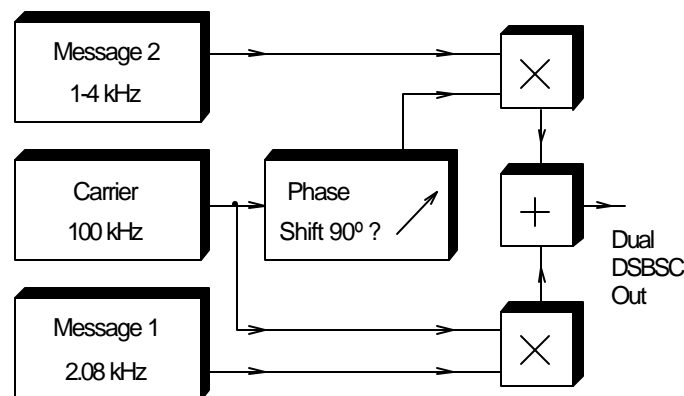 Message 2
1-4 kHz
Carrier
100 kHz
Phase
Shift 90º ?
Message 1
2.08 kHz
+
Dual
DSBSC
Out